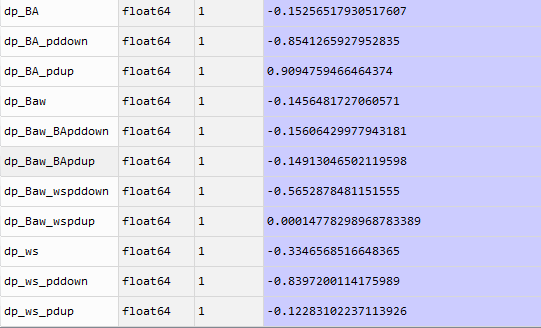 dp_BA float64 1 -0.15256517930517607
dp_BA_pddown float64 1 -0.8541265927952835
dp_BA_pdup float64 1 0.9094759466464374
dp_Baw float64 1 -0.1456481727060571
dp_Baw_BApddown float64 1 -0.15606429977943181
dp_Baw_BApdup float64 1 -0.14913046502119598
dp_Baw_wspddown float64 1 -0.5652878481151555
dp_Baw_wspdup float64 1 0.00014778298968783389
dp_ws float64 1 -0.3346568516648365
dp_ws_pddown float64 1 -0.8397200114175989
dp_ws_pdup float64 1 -0.12283102237113926